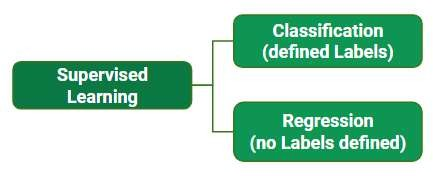 Supervised
Learning
Classification
(defined Labels)
Regression
(no Labels defined)